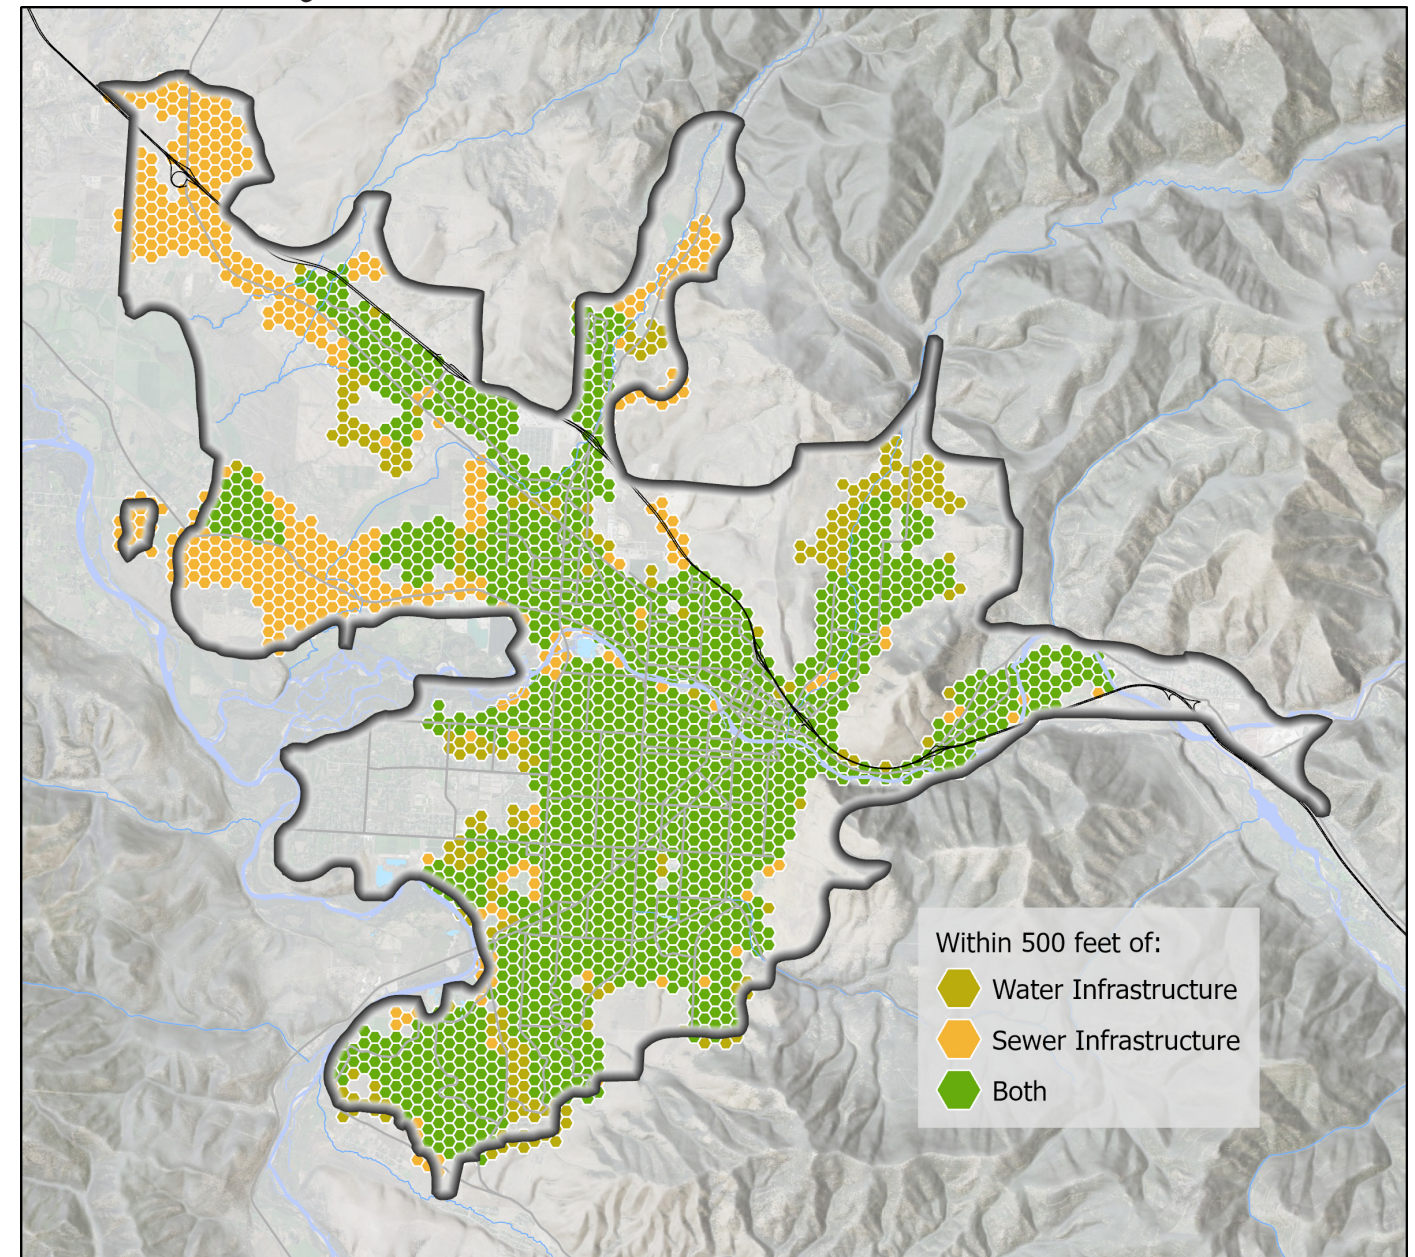 Within 500 feet of:
Water Infrastructure
Sewer Infrastructure
Both